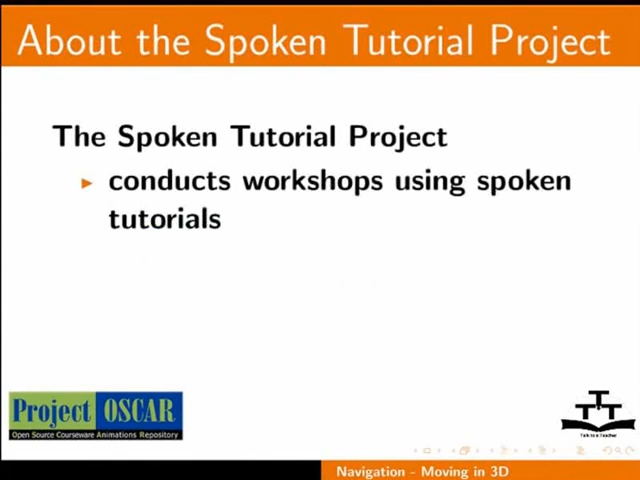 About the Spoken Tutorial Project
The Spoken Tutorial Project
conducts workshops using spoken
tutorials
Project OSCAR
Open Source Courseware Animations Repository
TTT
Talk to a Teacher
Navigation - Moving in 3D